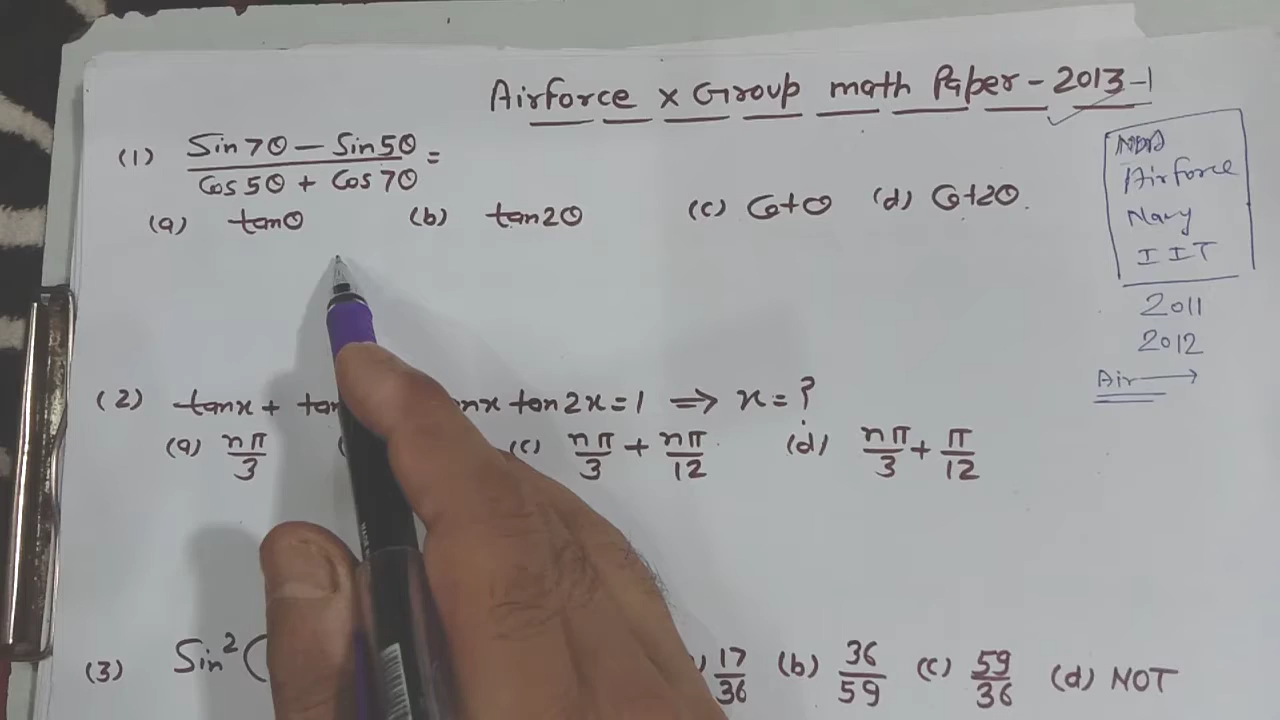 Airforce x Group math Paper - 2013-1
(1) Sin7θ - Sin5θ / Cos5θ + Cos7θ =
(a) tanθ (b) tan2θ (c) Cotθ (d) Cot2θ.
Airforce
Navy
IIT
2011
2012
Air→
(2) tanx + tan tan2x = 1 ⇒ x = ?
(a) nπ/3 (c) nπ/3 + nπ/12 (d) nπ/3 + π/12
(3) Sin² ( 17/36 (b) 36/59 (c) 59/36 (d) NOT